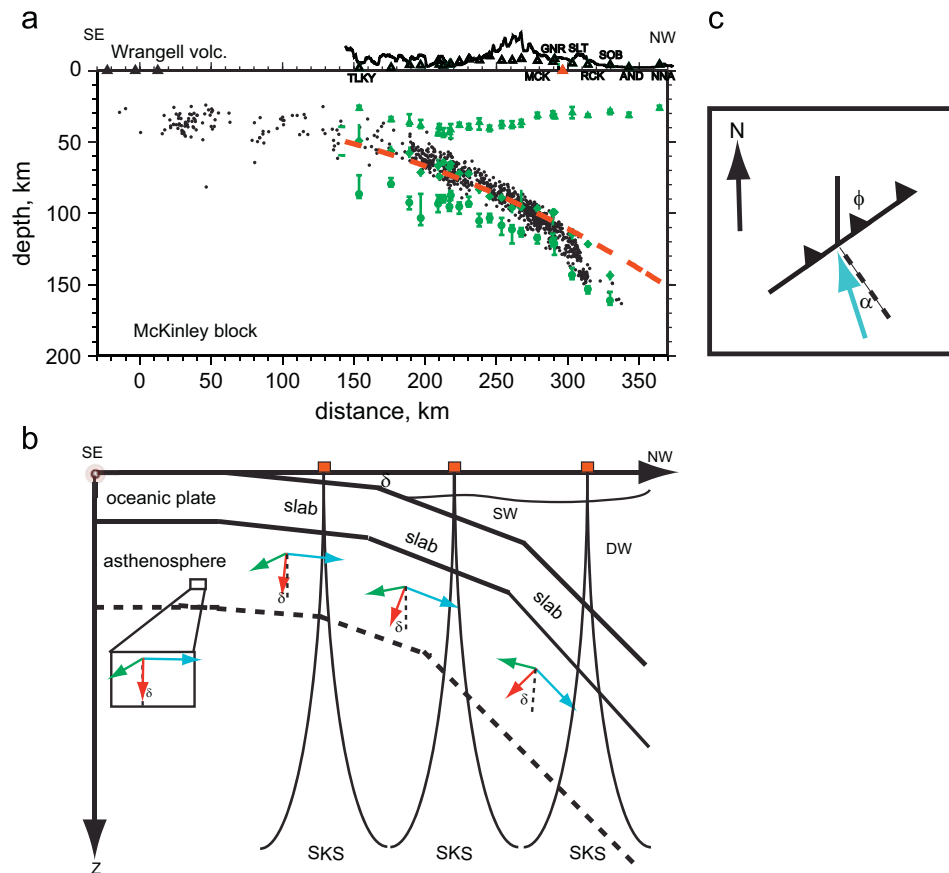 a
SE
NW
Wrangell volc.
GNR SLT
SOB
TLKY
MCK
RCK AND NNA
0
50
100
150
200
depth, km
McKinley block
0 50 100 150 200 250 300 350
distance, km
c
N
ϕ
α
b
SE
NW
δ
oceanic plate
slab
SW
slab
DW
asthenosphere
slab
δ
δ
δ
δ
SKS SKS SKS
z